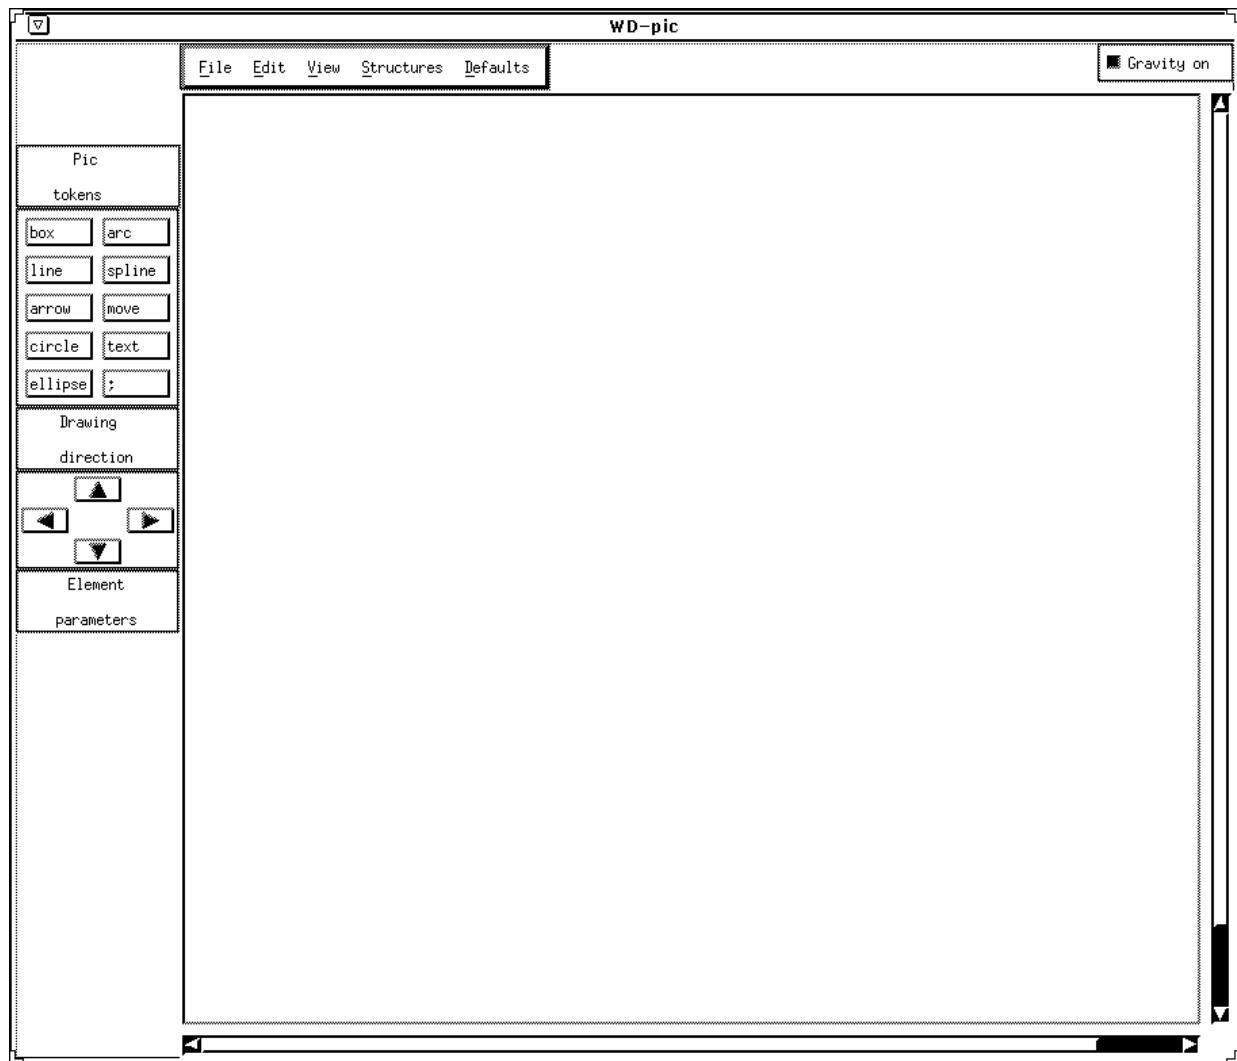 WD-pic
File Edit View Structures Defaults
Gravity on
Pic
tokens
box arc
line spline
arrow move
circle text
ellipse ;
Drawing
direction
Element
parameters